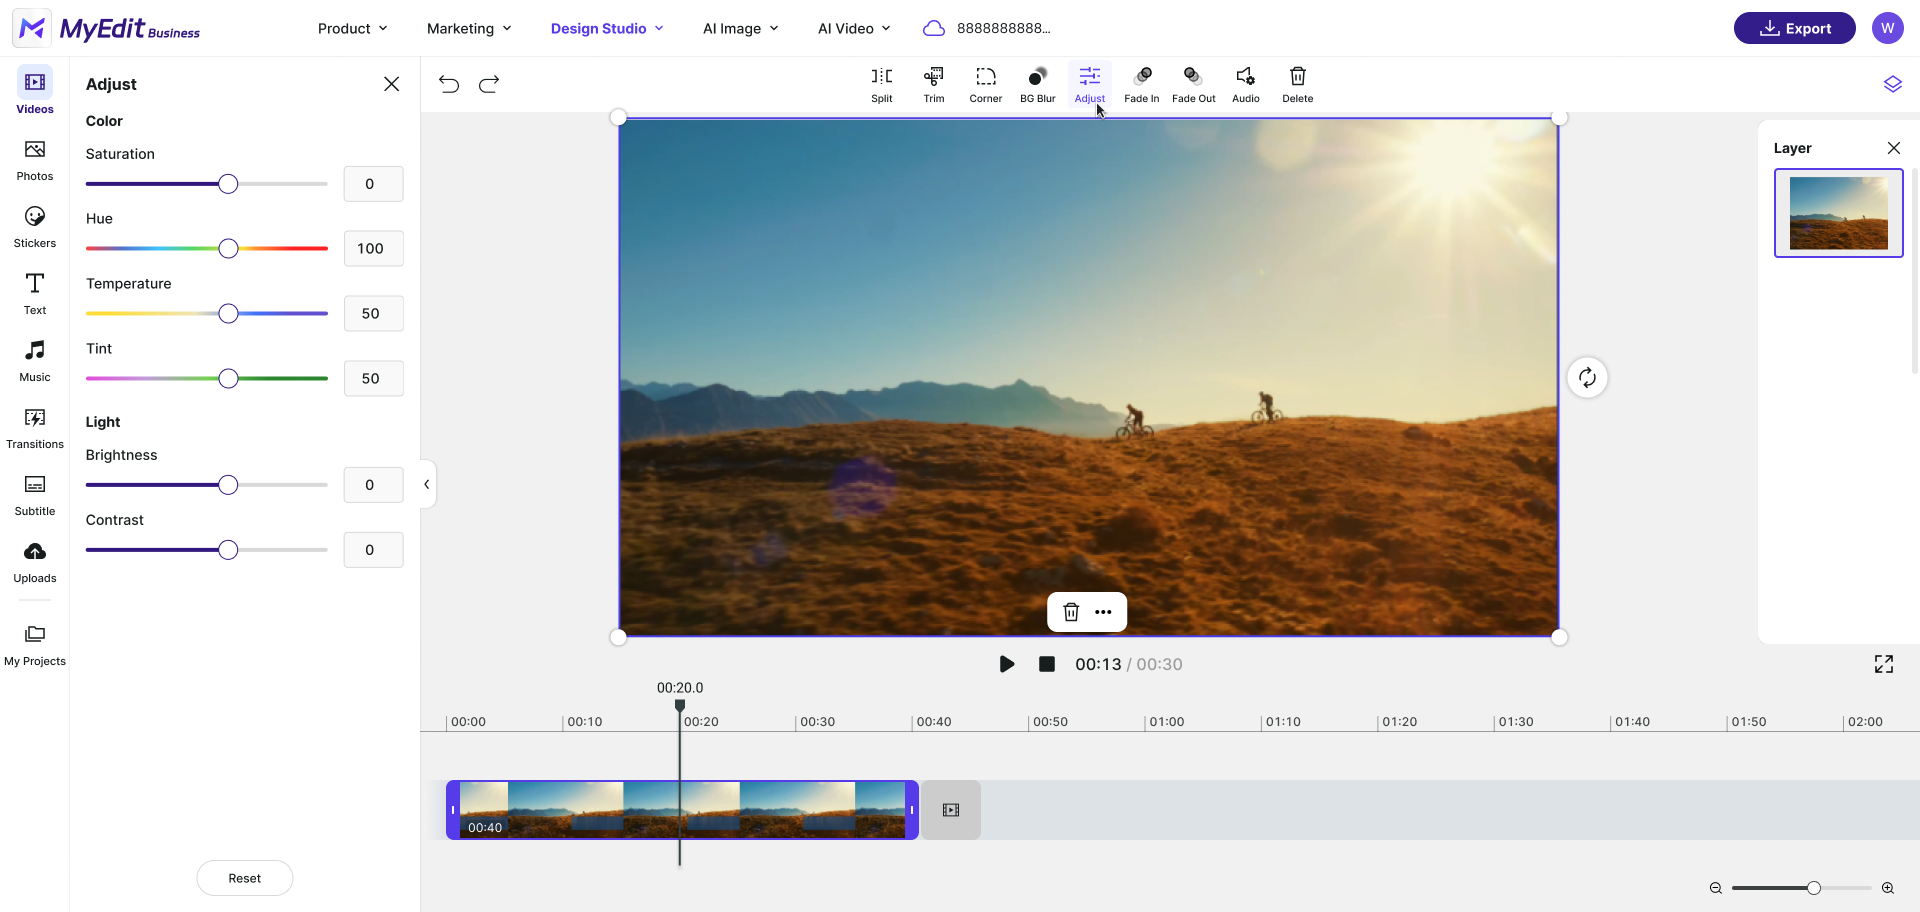 MyEdit Business
Product
Marketing
Design Studio
AI Image
AI Video
8888888888...
Export
W
Videos
Photos
Stickers
Text
Music
Transitions
Subtitle
Uploads
My Projects
Adjust
Color
Saturation
0
Hue
100
Temperature
50
Tint
50
Light
Brightness
0
Contrast
0
Reset
Split
Trim
Corner
BG Blur
Adjust
Fade In
Fade Out
Audio
Delete
Layer
00:13 / 00:30
00:20.0
00:00
00:10
00:20
00:30
00:40
00:50
01:00
01:10
01:20
01:30
01:40
01:50
02:00
00:40